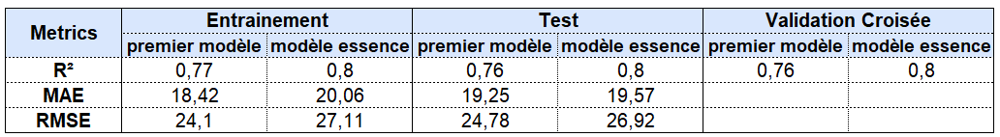 Metrics Entrainement Test Validation Croisée
premier modèle modèle essence premier modèle modèle essence premier modèle modèle essence
R² 0,77 0,8 0,76 0,8 0,76 0,8
MAE 18,42 20,06 19,25 19,57
RMSE 24,1 27,11 24,78 26,92